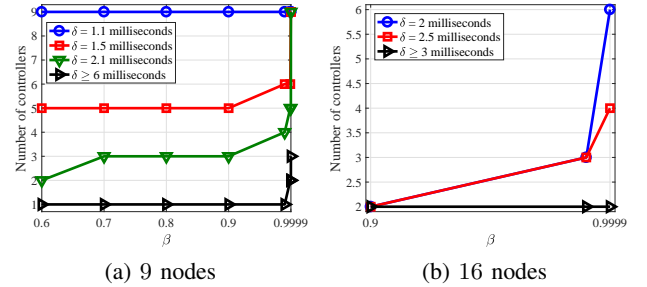 Number of controllers
9
8
7
6
5
4
3
2
1
δ = 1.1 milliseconds
δ = 1.5 milliseconds
δ = 2.1 milliseconds
δ ≥ 6 milliseconds
0.6 0.7 0.8 0.9 0.9999
β
(a) 9 nodes
Number of controllers
6
5.5
5
4.5
4
3.5
3
2.5
2
δ = 2 milliseconds
δ = 2.5 milliseconds
δ ≥ 3 milliseconds
0.9 0.9999
β
(b) 16 nodes